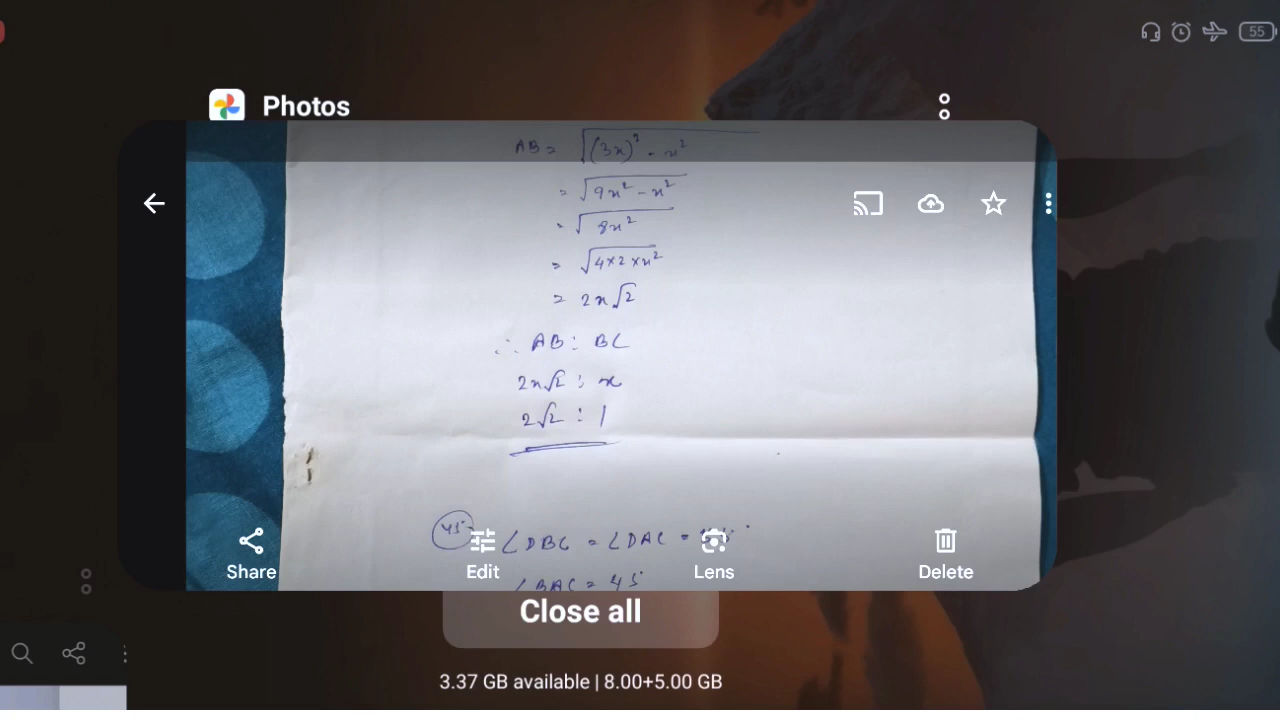 55
Photos
AB = √(3x)² - x²
= √9x² - x²
= √8x²
= √4×2×x²
= 2x√2
∴ AB : BC
2x√2 : x
2√2 : 1
45 ∠DBC = ∠DAC =
∠BAC = 45°
Share Edit Lens Delete
Close all
3.37 GB available | 8.00+5.00 GB